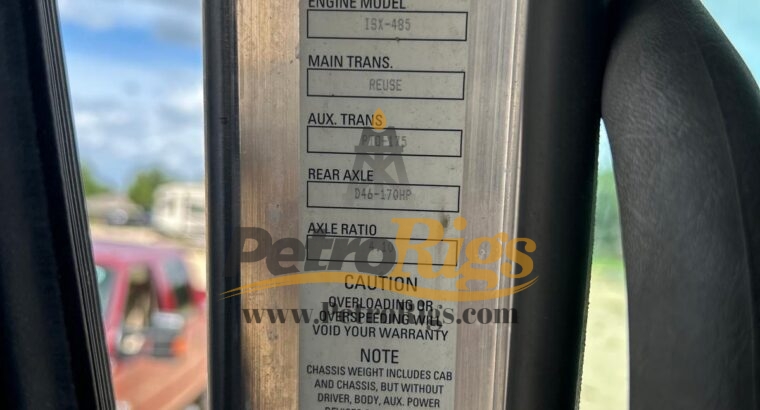 ENGINE MODEL
ISX-485
MAIN TRANS.
REUSE
AUX. TRANS
REAR AXLE
D46-170HP
AXLE RATIO
PetroRigs
CAUTION
OVERLOADING OR
www.PetroRigs.com
OVERSPEEDING WILL
VOID YOUR WARRANTY
NOTE
CHASSIS WEIGHT INCLUDES CAB
AND CHASSIS, BUT WITHOUT
DRIVER, BODY, AUX. POWER